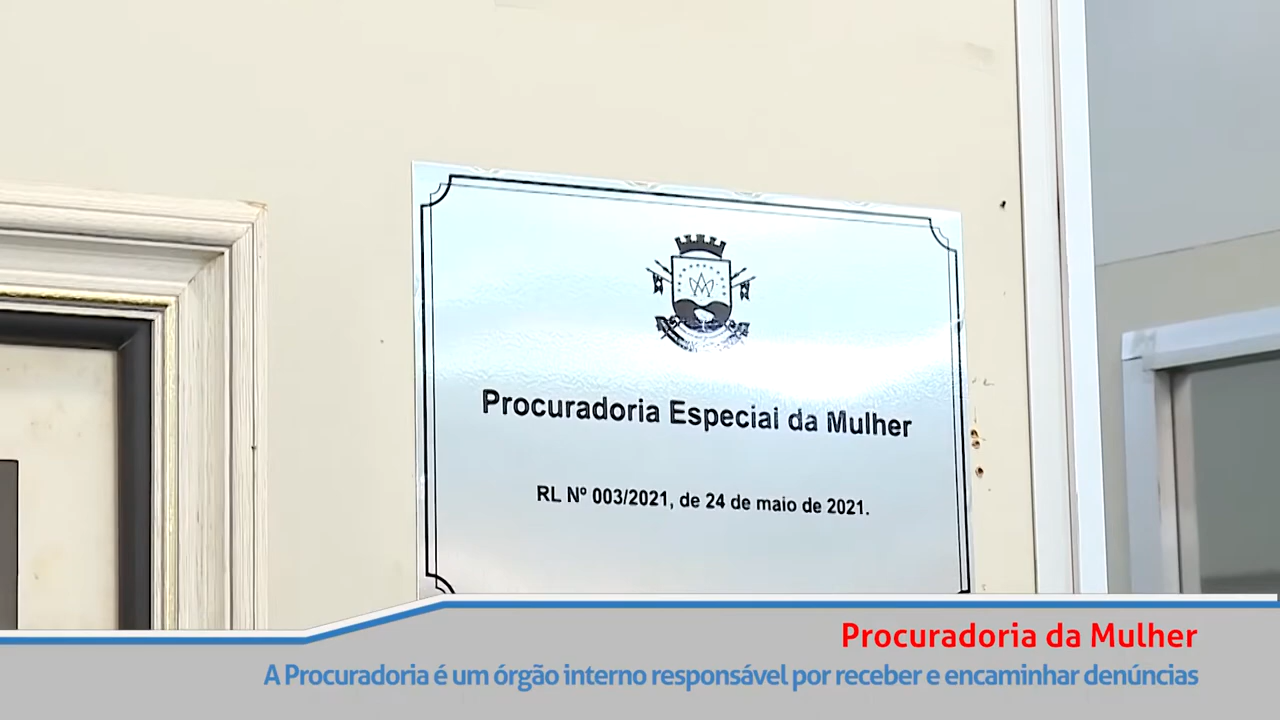 Procuradoria Especial da Mulher
RL Nº 003/2021, de 24 de maio de 2021.
Procuradoria da Mulher
A Procuradoria é um órgão interno responsável por receber e encaminhar denúncias